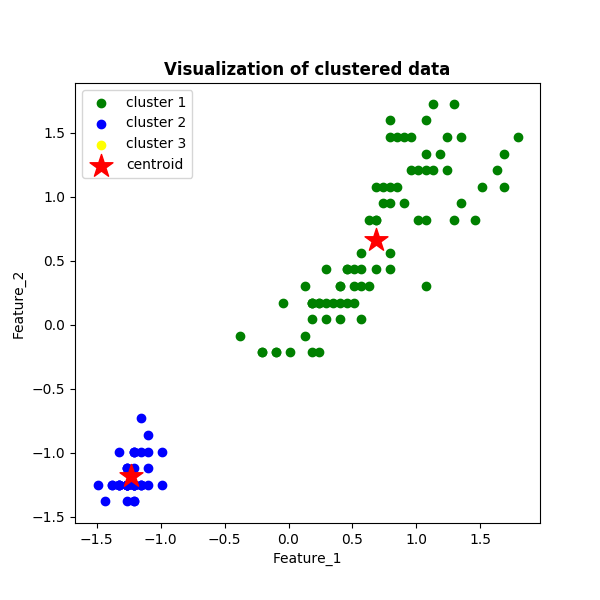 Visualization of clustered data
cluster 1
cluster 2
cluster 3
centroid
Feature_2
1.5
1.0
0.5
0.0
−0.5
−1.0
−1.5
−1.5 −1.0 −0.5 0.0 0.5 1.0 1.5
Feature_1